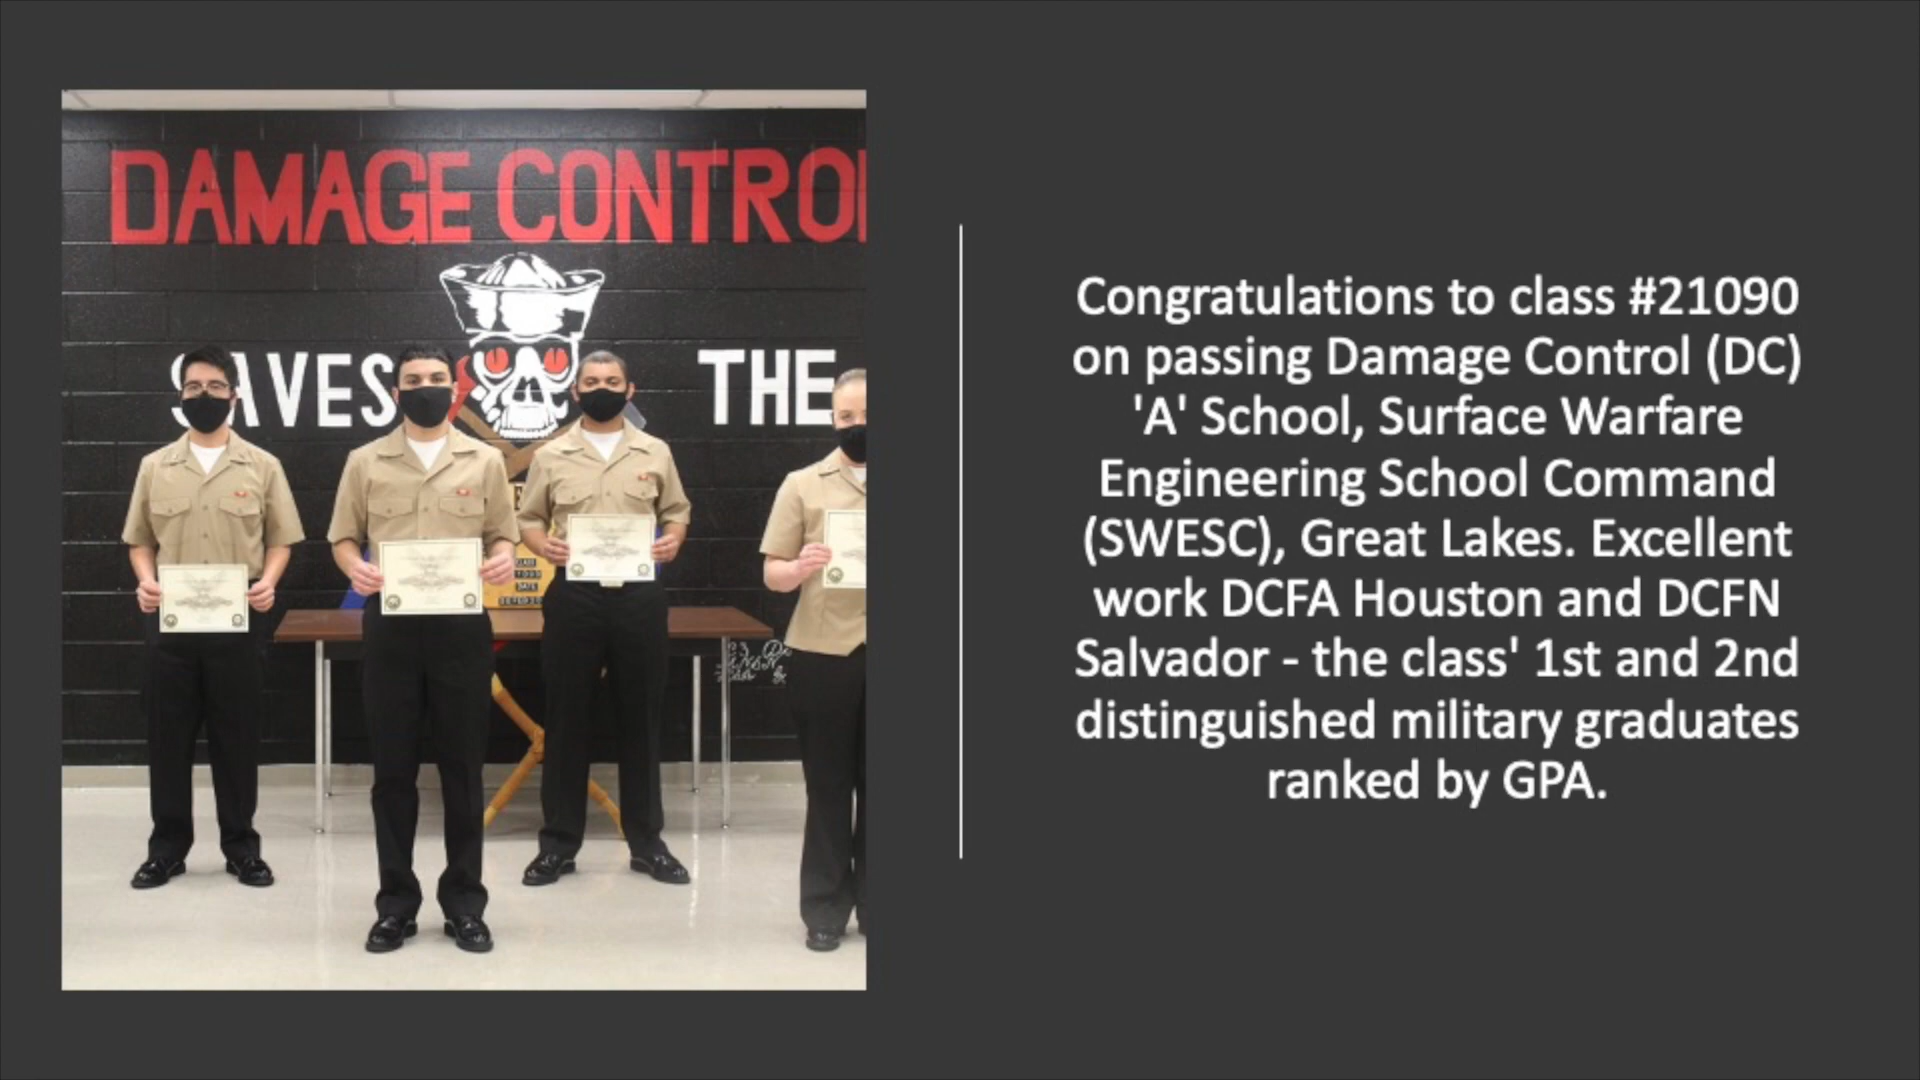 DAMAGE CONTROL
SAVES THE
Congratulations to class #21090
on passing Damage Control (DC)
'A' School, Surface Warfare
Engineering School Command
(SWESC), Great Lakes. Excellent
work DCFA Houston and DCFN
Salvador - the class' 1st and 2nd
distinguished military graduates
ranked by GPA.